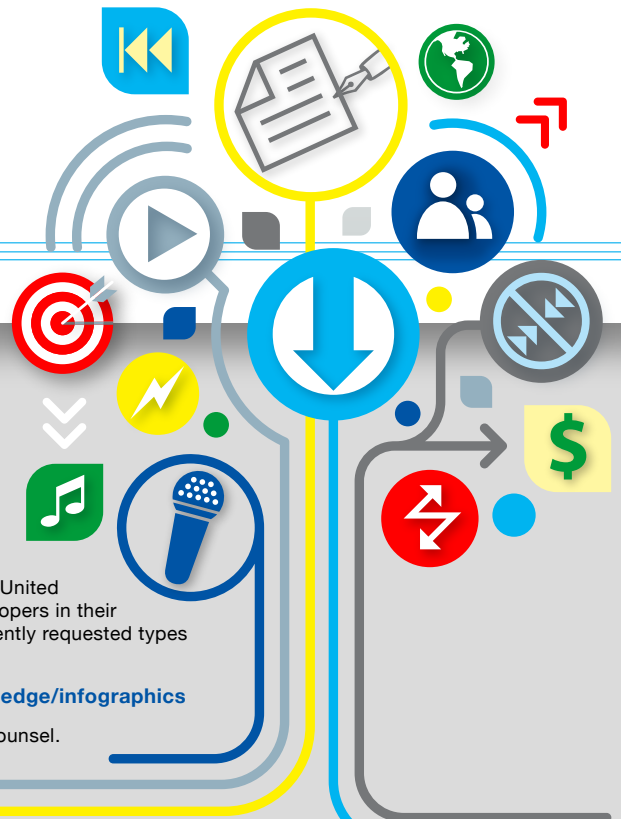 United
opers in their
ently requested types
edge/infographics
ounsel.
$